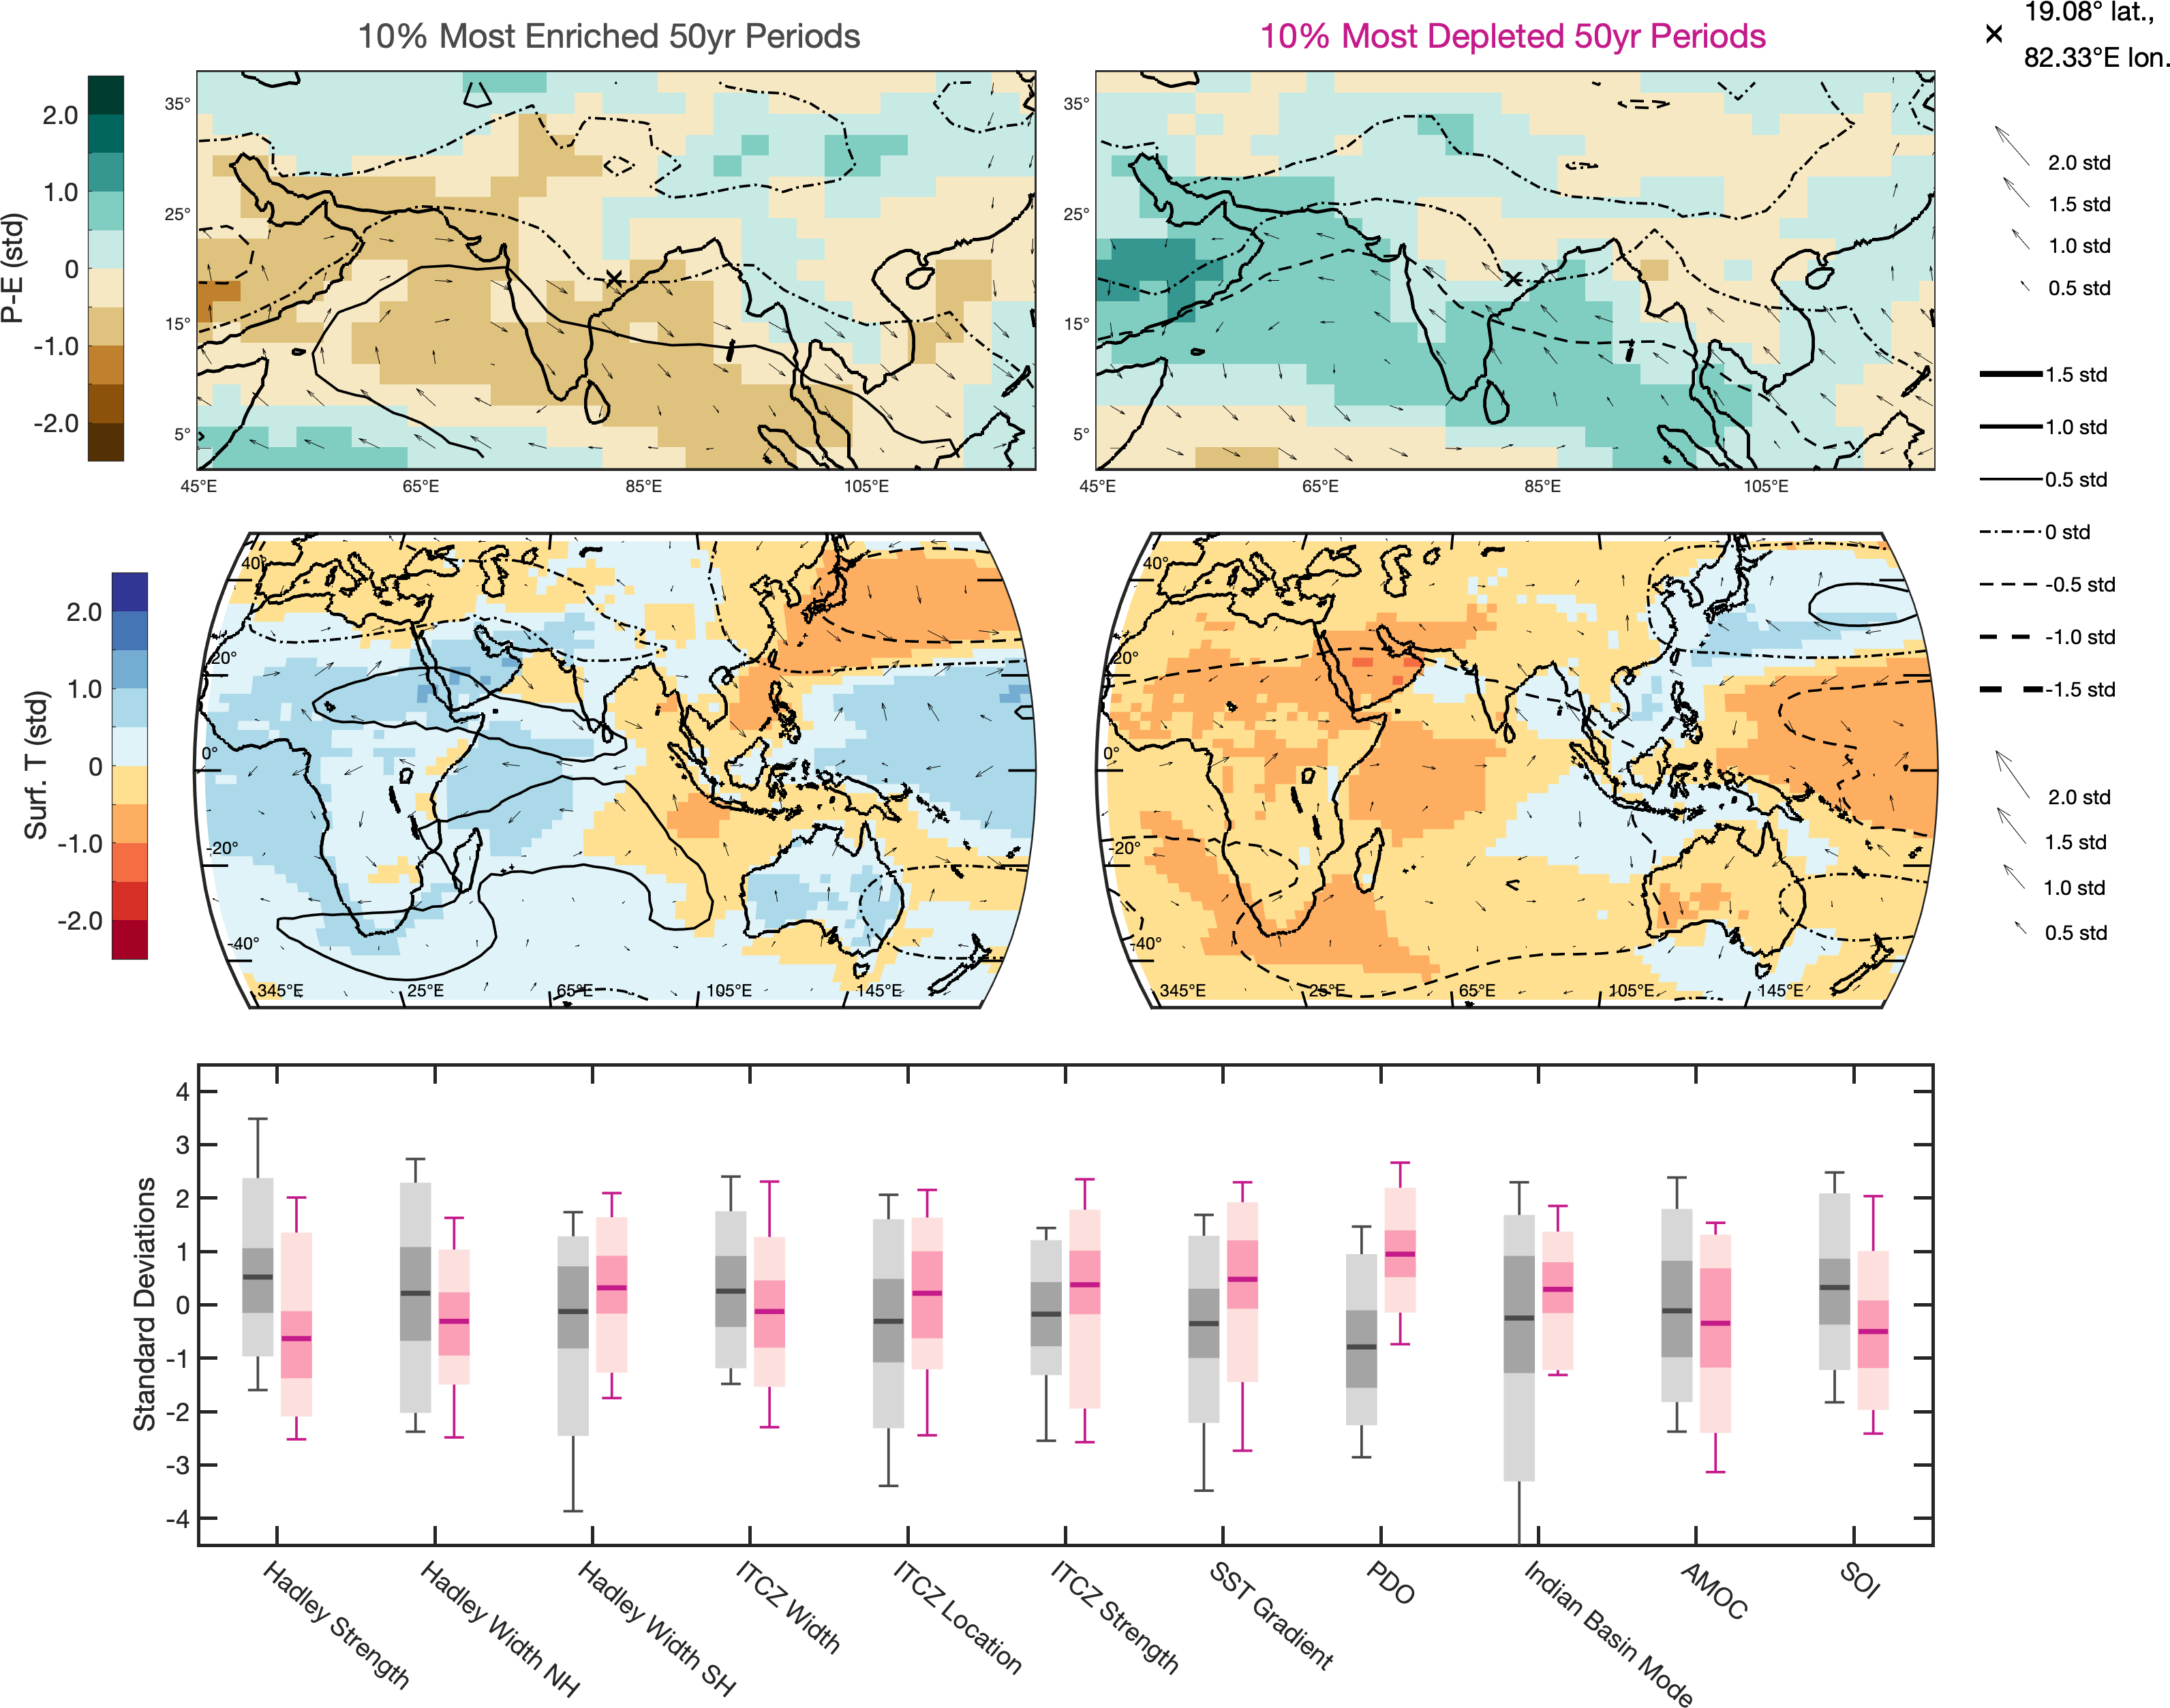 10% Most Enriched 50yr Periods
10% Most Depleted 50yr Periods
19.08° lat.,
82.33°E lon.
P-E (std)
2.0
1.0
0
-1.0
-2.0
35°
25°
15°
5°
45°E
65°E
85°E
105°E
35°
25°
15°
5°
45°E
65°E
85°E
105°E
2.0 std
1.5 std
1.0 std
0.5 std
1.5 std
1.0 std
0.5 std
0 std
-0.5 std
-1.0 std
-1.5 std
2.0 std
1.5 std
1.0 std
0.5 std
Surf. T (std)
2.0
1.0
0
-1.0
-2.0
40°
20°
0°
-20°
-40°
345°E
25°E
65°E
105°E
145°E
40°
20°
0°
-20°
-40°
345°E
25°E
65°E
105°E
145°E
Standard Deviations
4
3
2
1
0
-1
-2
-3
-4
Hadley Strength
Hadley Width NH
Hadley Width SH
ITCZ Width
ITCZ Location
ITCZ Strength
SST Gradient
PDO
Indian Basin Mode
AMOC
SOI